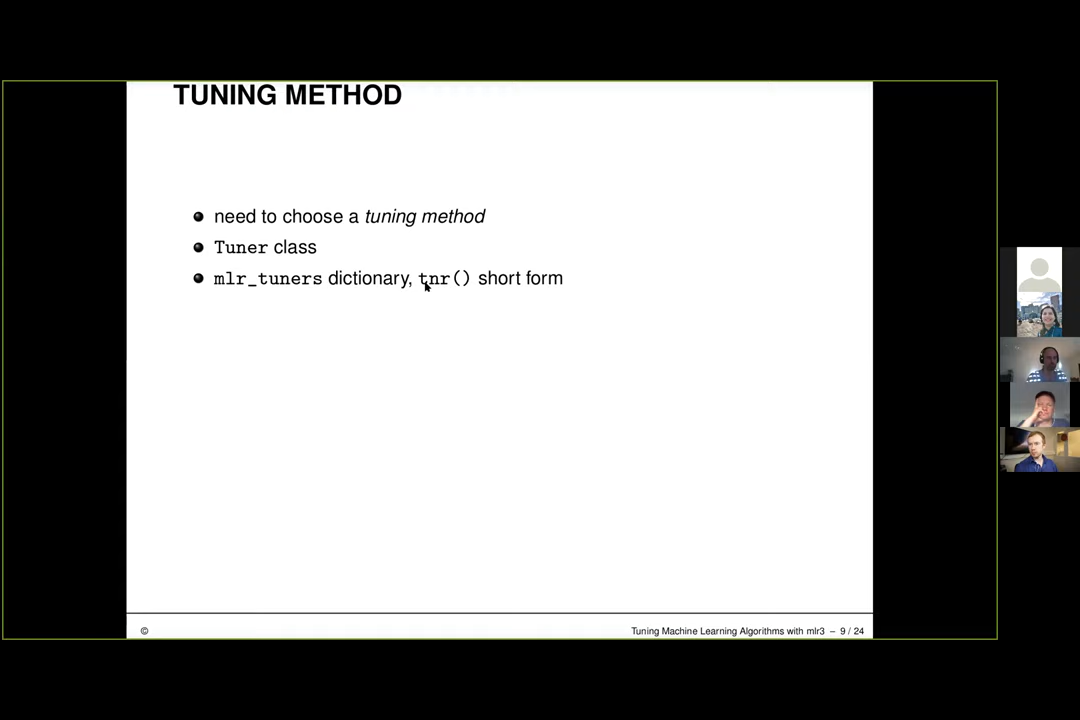 TUNING METHOD
need to choose a tuning method
Tuner class
mlr_tuners dictionary, tnr() short form
© Tuning Machine Learning Algorithms with mlr3 – 9 / 24